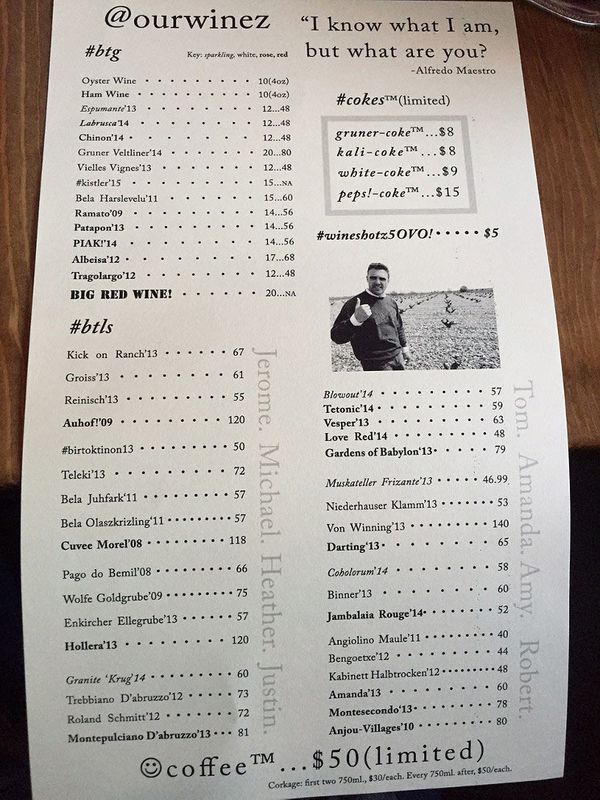 @ourwinez
#btg
Key: sparkling, white, rose, red
Oyster Wine 10(4oz)
Ham Wine 10(4oz)
Espumante'13 12...48
Labrusca'14 12...48
Chinon'14 12...48
Gruner Veltliner'14 20...80
Vielles Vignes'13 12...48
#kistler'15 15...NA
Bela Harslevelu'11 15...60
Ramato'09 14...56
Patapon'13 14...56
PIAK!'14 14...56
Albeisa'12 17...68
Tragolargo'12 12...48
BIG RED WINE! 20...NA
#btls
Kick on Ranch'13 67
Groiss'13 61
Reinisch'13 55
Auhof!'09 120
#birtoktinon13 50
Teleki'13 72
Bela Juhfark'11 57
Bela Olaszkrizling'11 57
Cuvee Morel'08 118
Pago do Bemil'08 66
Wolfe Goldgrube'09 75
Enkircher Ellegrube'13 57
Hollera'13 120
Granite 'Krug'14 60
Trebbiano D'abruzzo'12 73
Roland Schmitt'12 72
Montepulciano D'abruzzo'13 81
Jerome. Michael. Heather. Justin.
"I know what I am,
but what are you?
-Alfredo Maestro
#cokes™(limited)
gruner-coke™...$8
kali-coke™...$8
white-coke™...$9
peps!-coke™...$15
#wineshotz5OVO! $5
Blowout'14 57
Tetonic'14 59
Vesper'13 63
Love Red'14 48
Gardens of Babylon'13 79
Muskateller Frizante'13 46.99
Niederhauser Klamm'13 53
Von Winning'13 140
Darting'13 65
Coholorum'14 58
Binner'13 60
Jambalaia Rouge'14 52
Angiolino Maule'11 40
Bengoetxe'12 44
Kabinett Halbtrocken'12 48
Amanda'13 60
Montesecondo'13 78
Anjou-Villages'10 80
Tom. Amanda. Amy. Robert.
☺coffee™...$50(limited)
Corkage: first two 750ml., $30/each. Every 750ml. after, $50/each.